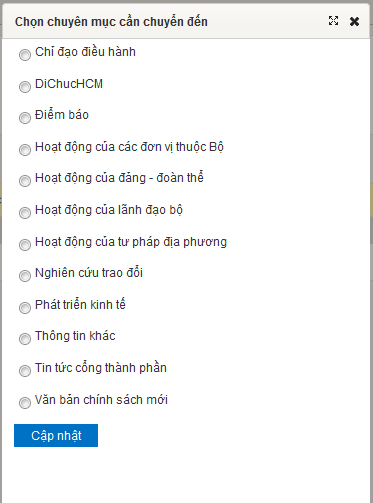 Chọn chuyên mục cần chuyển đến
Chỉ đạo điều hành
DiChucHCM
Điểm báo
Hoạt động của các đơn vị thuộc Bộ
Hoạt động của đảng - đoàn thể
Hoạt động của lãnh đạo bộ
Hoạt động của tư pháp địa phương
Nghiên cứu trao đổi
Phát triển kinh tế
Thông tin khác
Tin tức cổng thành phần
Văn bản chính sách mới
Cập nhật